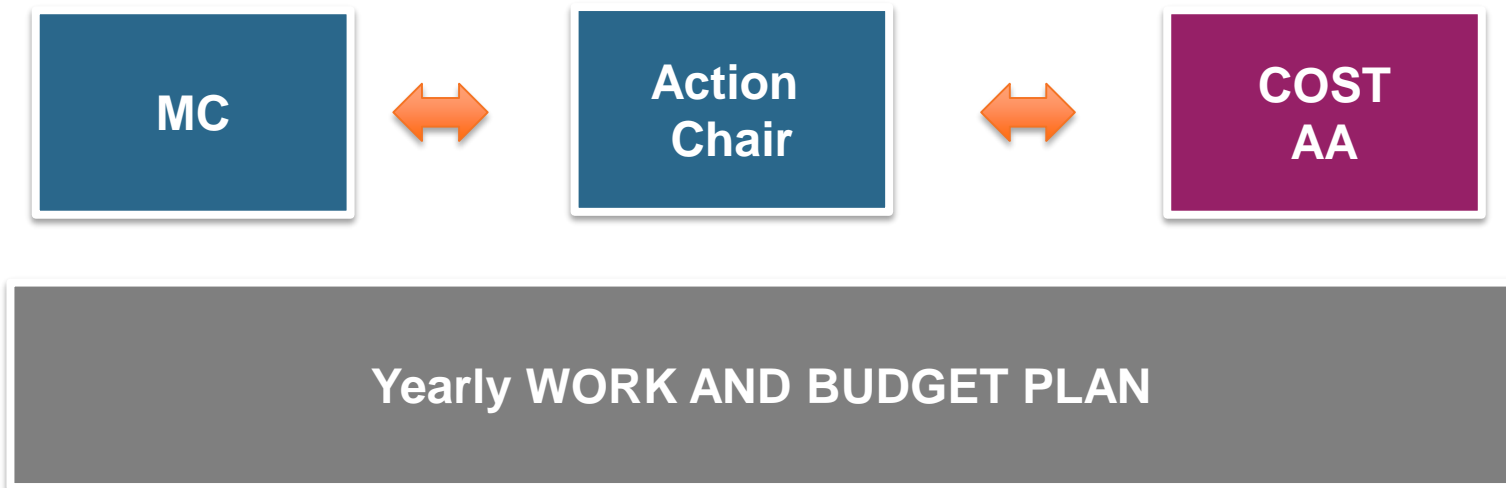 MC
Action
Chair
COST
AA
Yearly WORK AND BUDGET PLAN